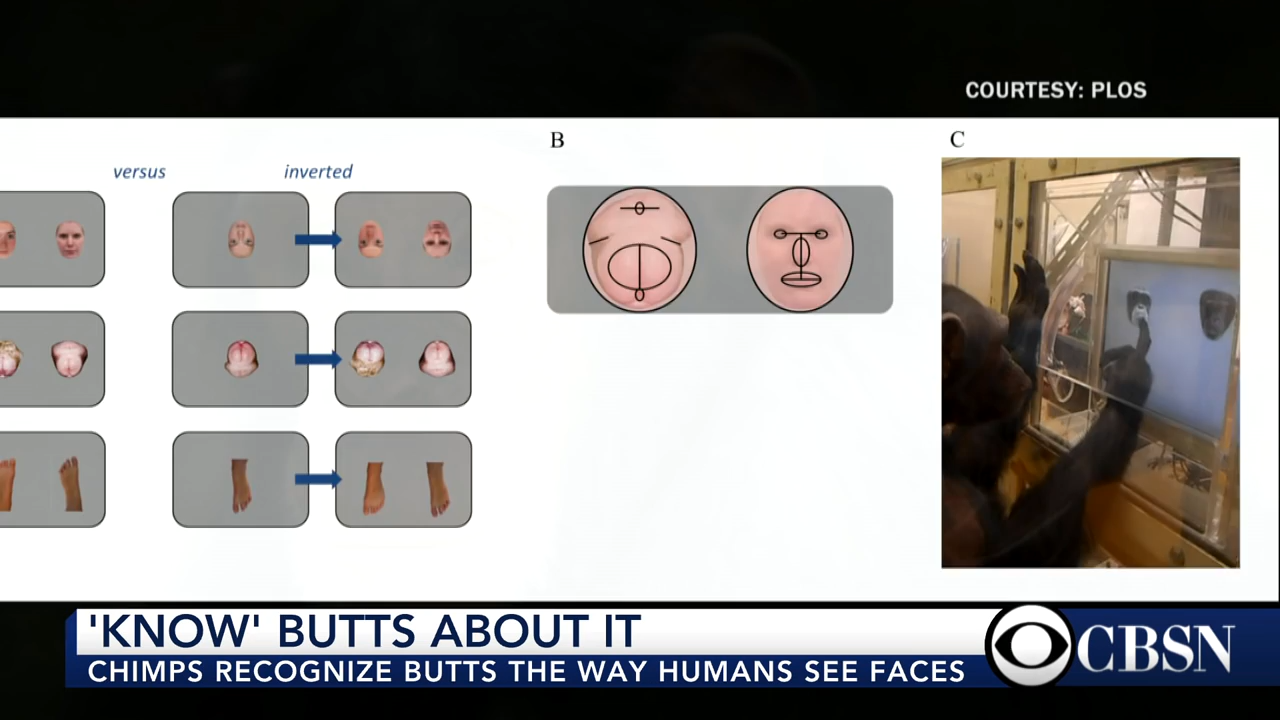 COURTESY: PLOS
versus
inverted
B
C
'KNOW' BUTTS ABOUT IT
CHIMPS RECOGNIZE BUTTS THE WAY HUMANS SEE FACES
CBSN